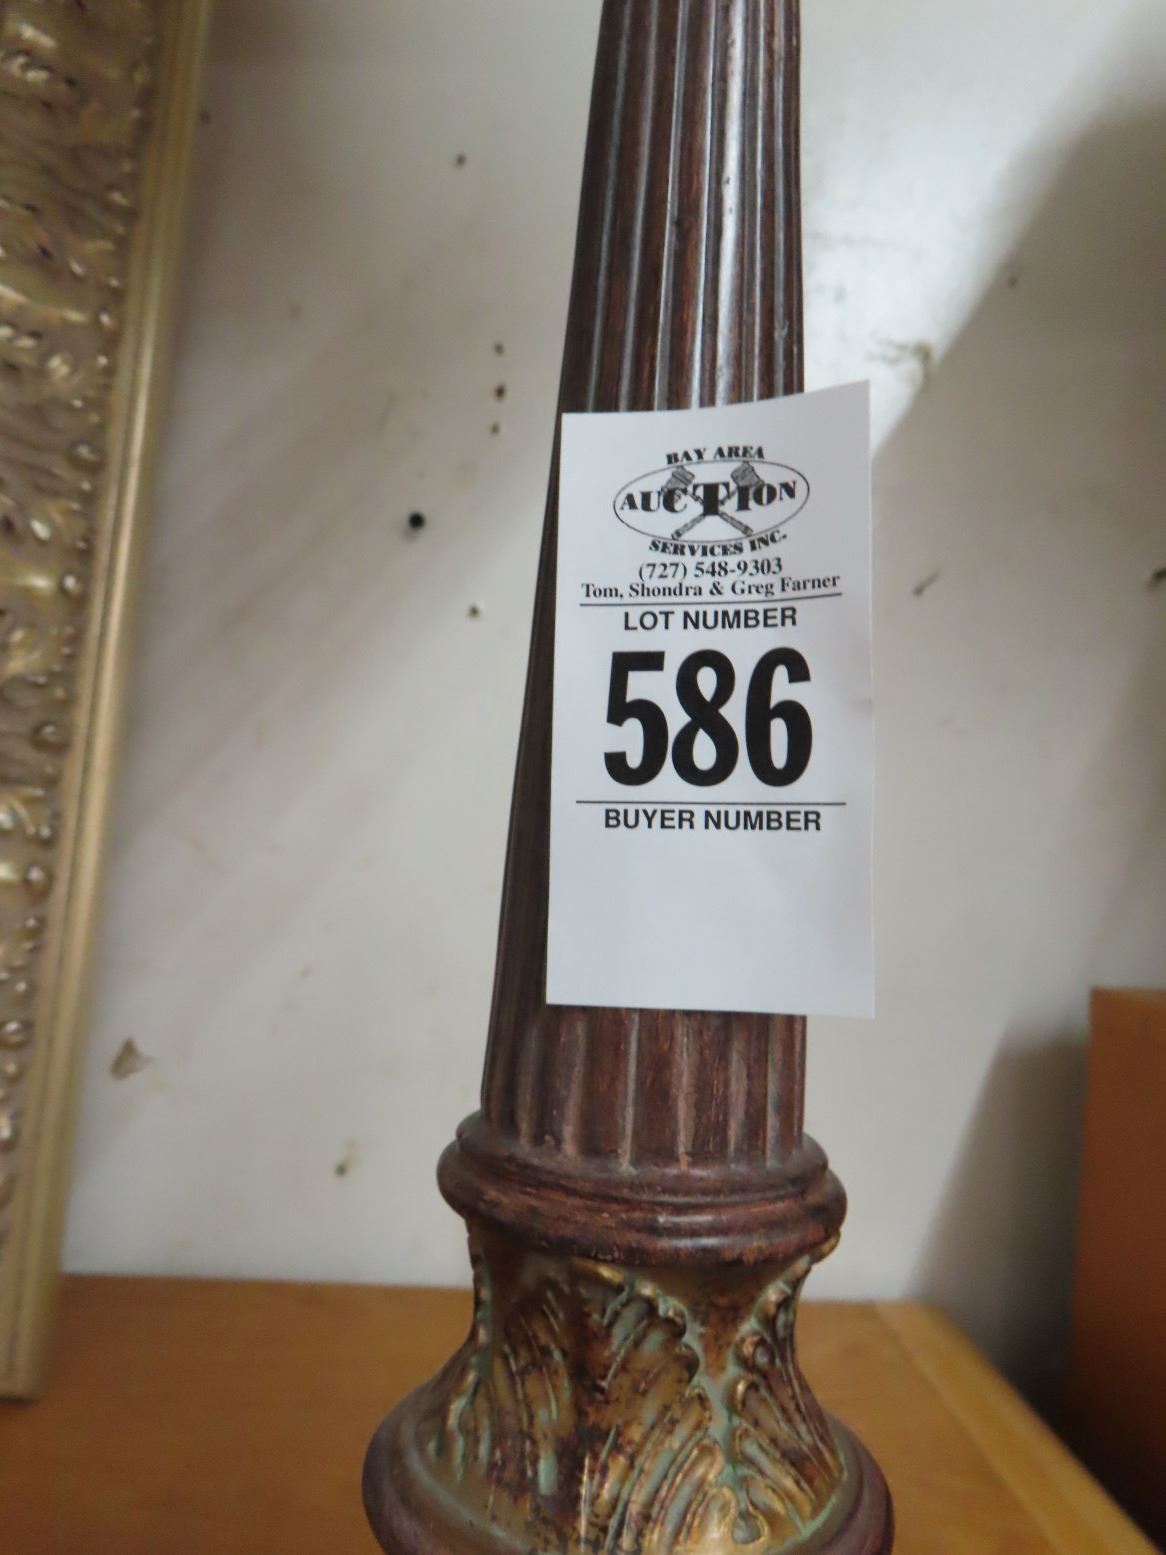 BAY AREA
AUCTION
SERVICES INC.
(727) 548-9303
Tom, Shondra & Greg Farner
LOT NUMBER
586
BUYER NUMBER